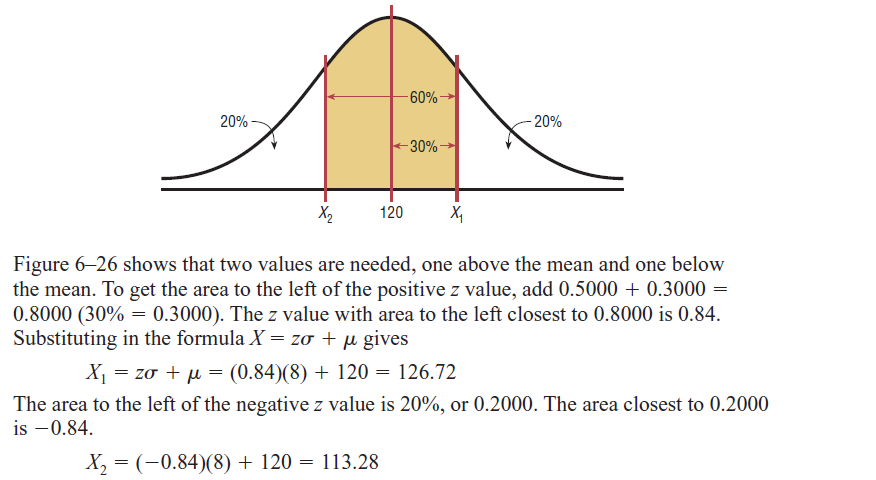 60%
20%
20%
30%
X₂ 120 X₁
Figure 6–26 shows that two values are needed, one above the mean and one below
the mean. To get the area to the left of the positive z value, add 0.5000 + 0.3000 =
0.8000 (30% = 0.3000). The z value with area to the left closest to 0.8000 is 0.84.
Substituting in the formula X = zσ + μ gives
X₁ = zσ + μ = (0.84)(8) + 120 = 126.72
The area to the left of the negative z value is 20%, or 0.2000. The area closest to 0.2000
is −0.84.
X₂ = (−0.84)(8) + 120 = 113.28